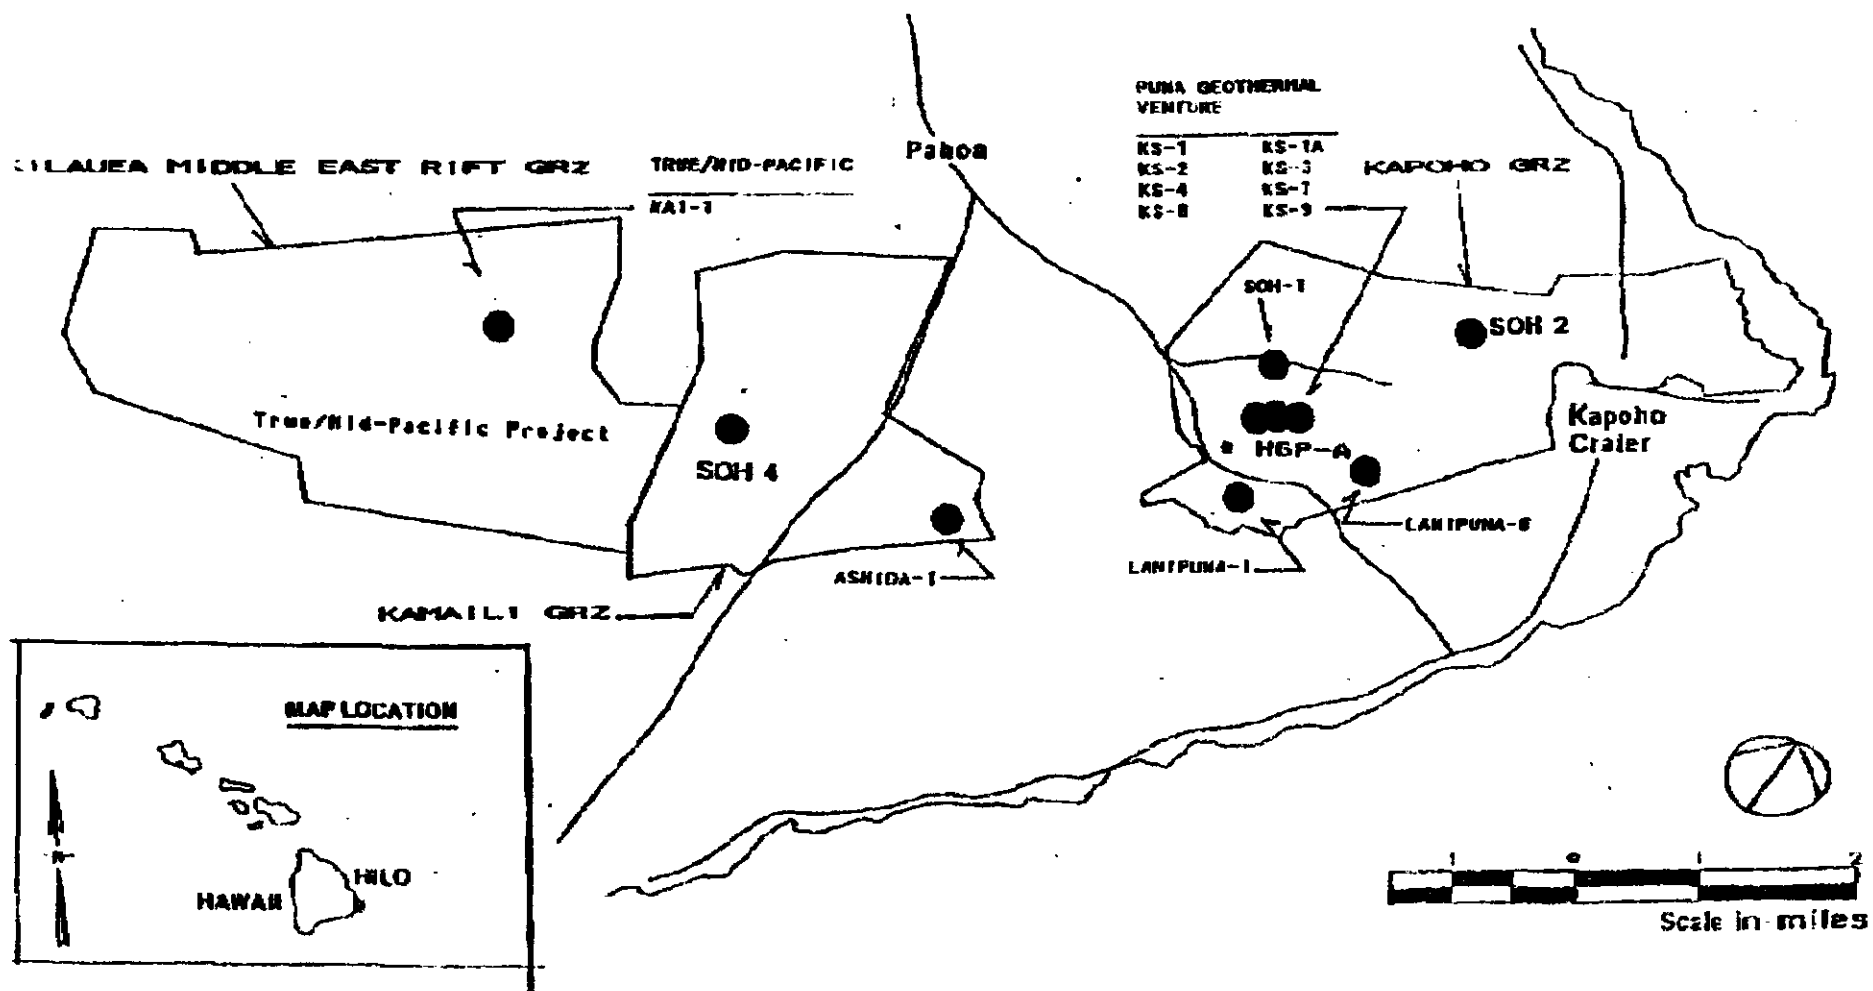 PUNA GEOTHERMAL
VENTURE
KS-1 KS-1A
KS-2 KS-3
KS-4 KS-7
KS-8 KS-9
Pahoa
KILAUEA MIDDLE EAST RIFT GRZ
TRUE/MID-PACIFIC
KA1-1
KAPOHO GRZ
SOH-1
SOH 2
True/Mid-Pacific Project
SOH 4
Kapoho
Crater
* HGP-A
LANIPUNA-6
LANIPUNA-1
ASHIDA-1
KAMAILI GRZ
MAP LOCATION
N
HILO
HAWAII
1 0 1 2
Scale in miles